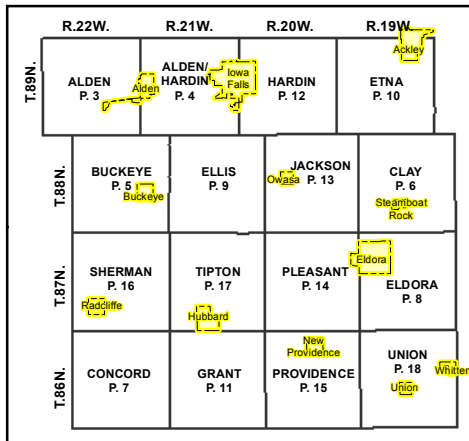 R.22W. R.21W. R.20W. R.19W.
T.89N.
ALDEN
P. 3
Alden
ALDEN/
HARDIN
P. 4
Iowa
Falls
HARDIN
P. 12
ETNA
P. 10
Ackley
T.88N.
BUCKEYE
P. 5
Buckeye
ELLIS
P. 9
JACKSON
P. 13
Owasa
CLAY
P. 6
Steamboat
Rock
T.87N.
SHERMAN
P. 16
Radcliffe
TIPTON
P. 17
Hubbard
PLEASANT
P. 14
Eldora
ELDORA
P. 8
T.86N.
CONCORD
P. 7
GRANT
P. 11
New
Providence
PROVIDENCE
P. 15
UNION
P. 18
Whitten
Union